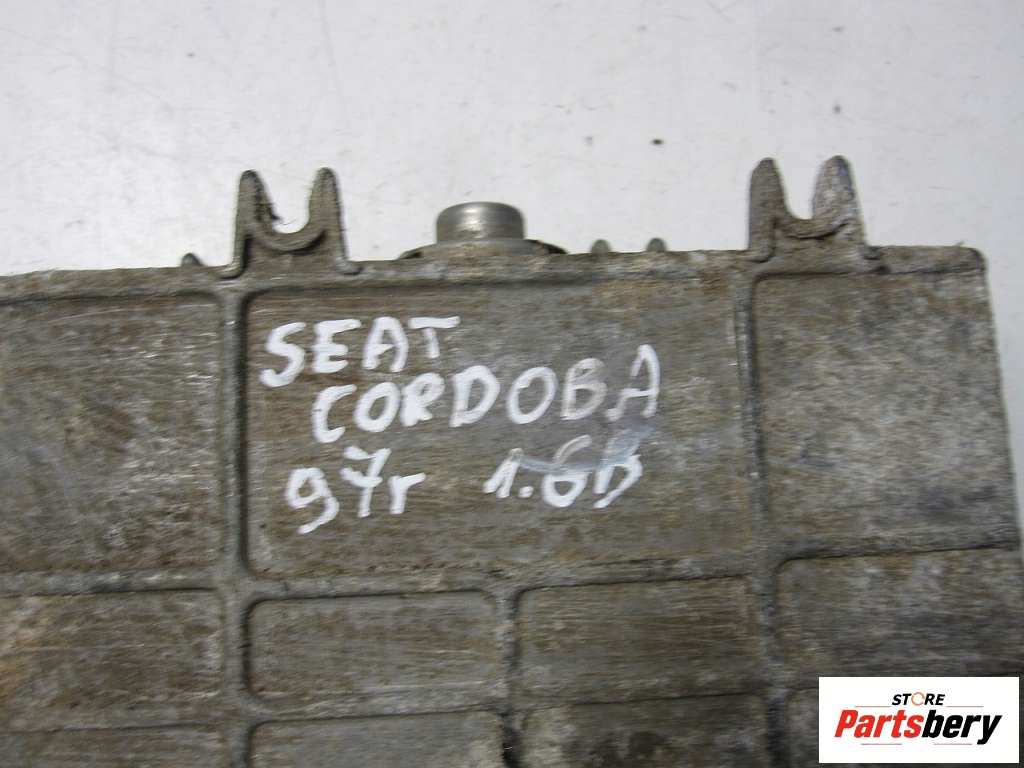 SEAT
CORDOBA
97r 1.6B
STORE
Partsbery